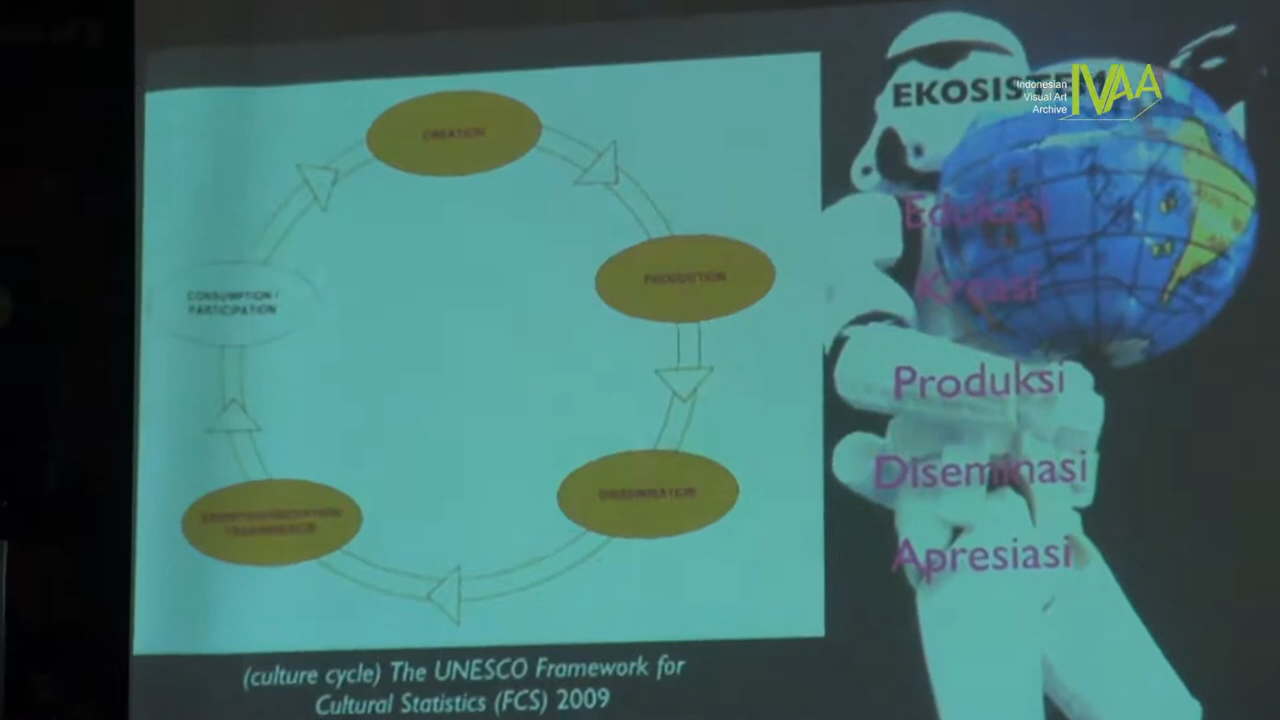 CREATION
PRODUCTION
CONSUMPTION /
PARTICIPATION
DISSEMINATION
(culture cycle) The UNESCO Framework for
Cultural Statistics (FCS) 2009
EKOSISTEM
Indonesian
Visual Art
Archive
IVAA
Edukasi
Kreasi
Produksi
Diseminasi
Apresiasi